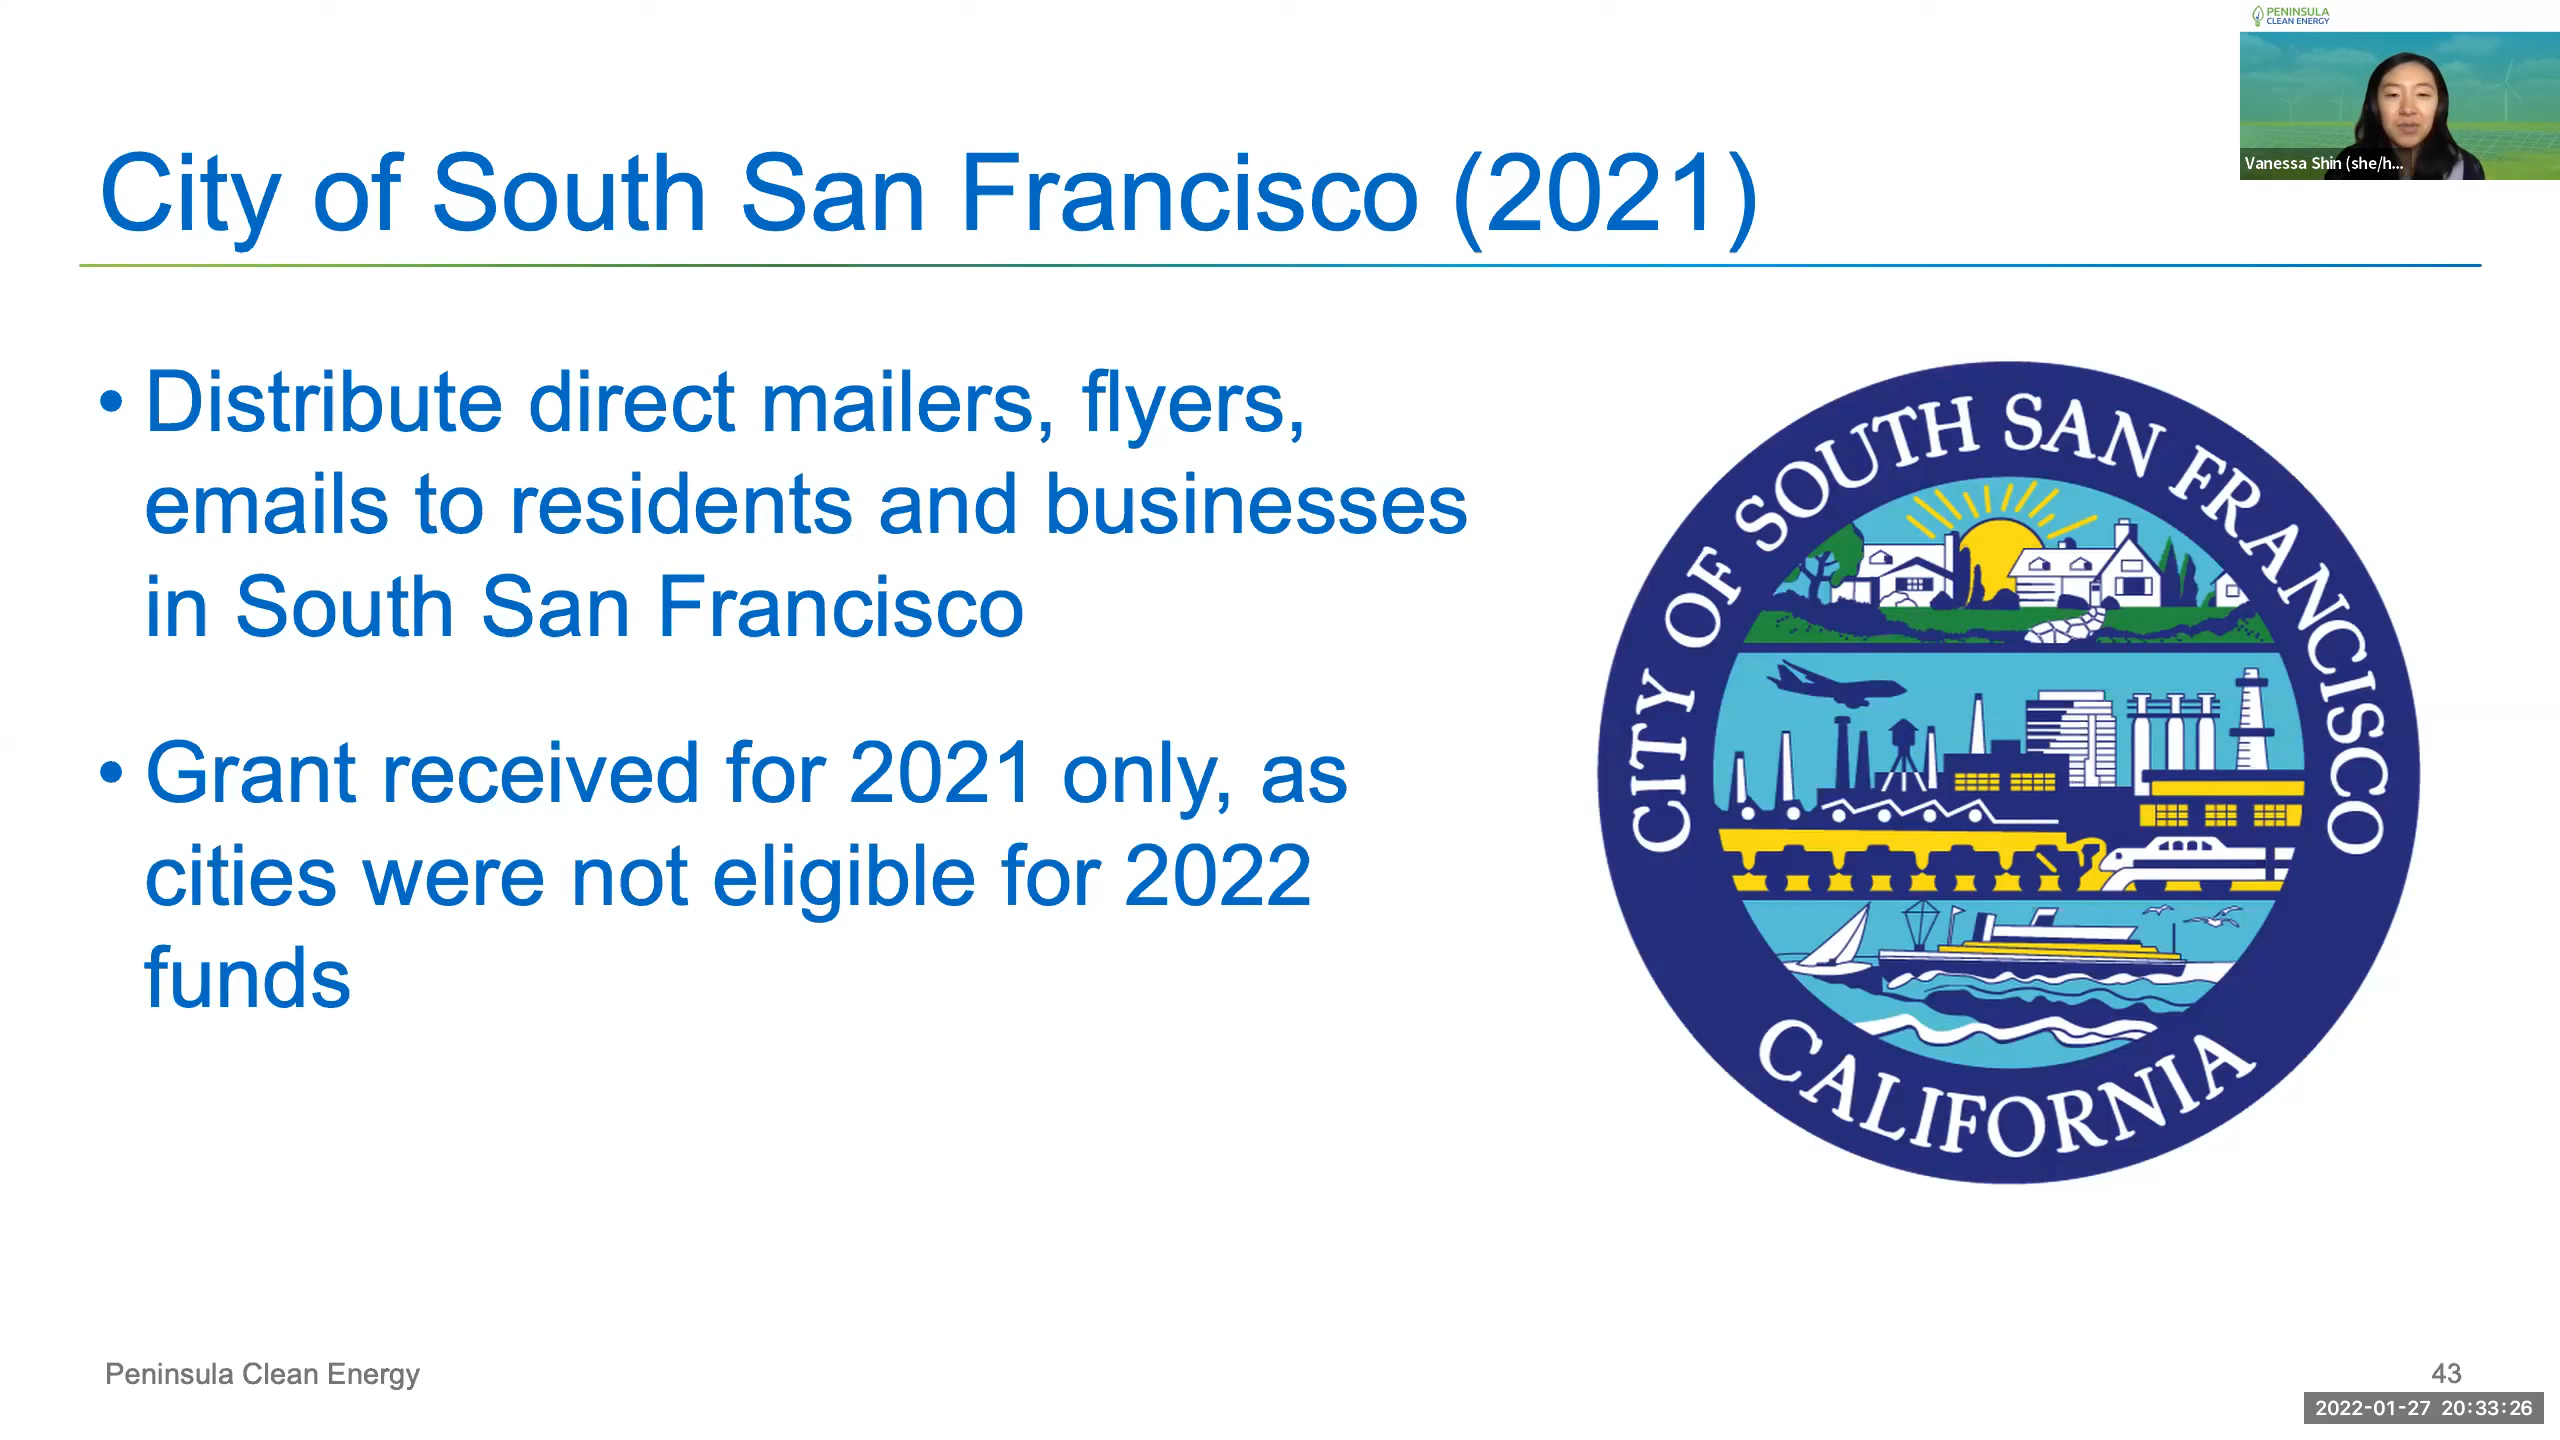 PENINSULA
CLEAN ENERGY
Vanessa Shin (she/h...
City of South San Francisco (2021)
• Distribute direct mailers, flyers,
emails to residents and businesses
in South San Francisco
• Grant received for 2021 only, as
cities were not eligible for 2022
funds
CITY OF SOUTH SAN FRANCISCO
CALIFORNIA
Peninsula Clean Energy
43
2022-01-27 20:33:26